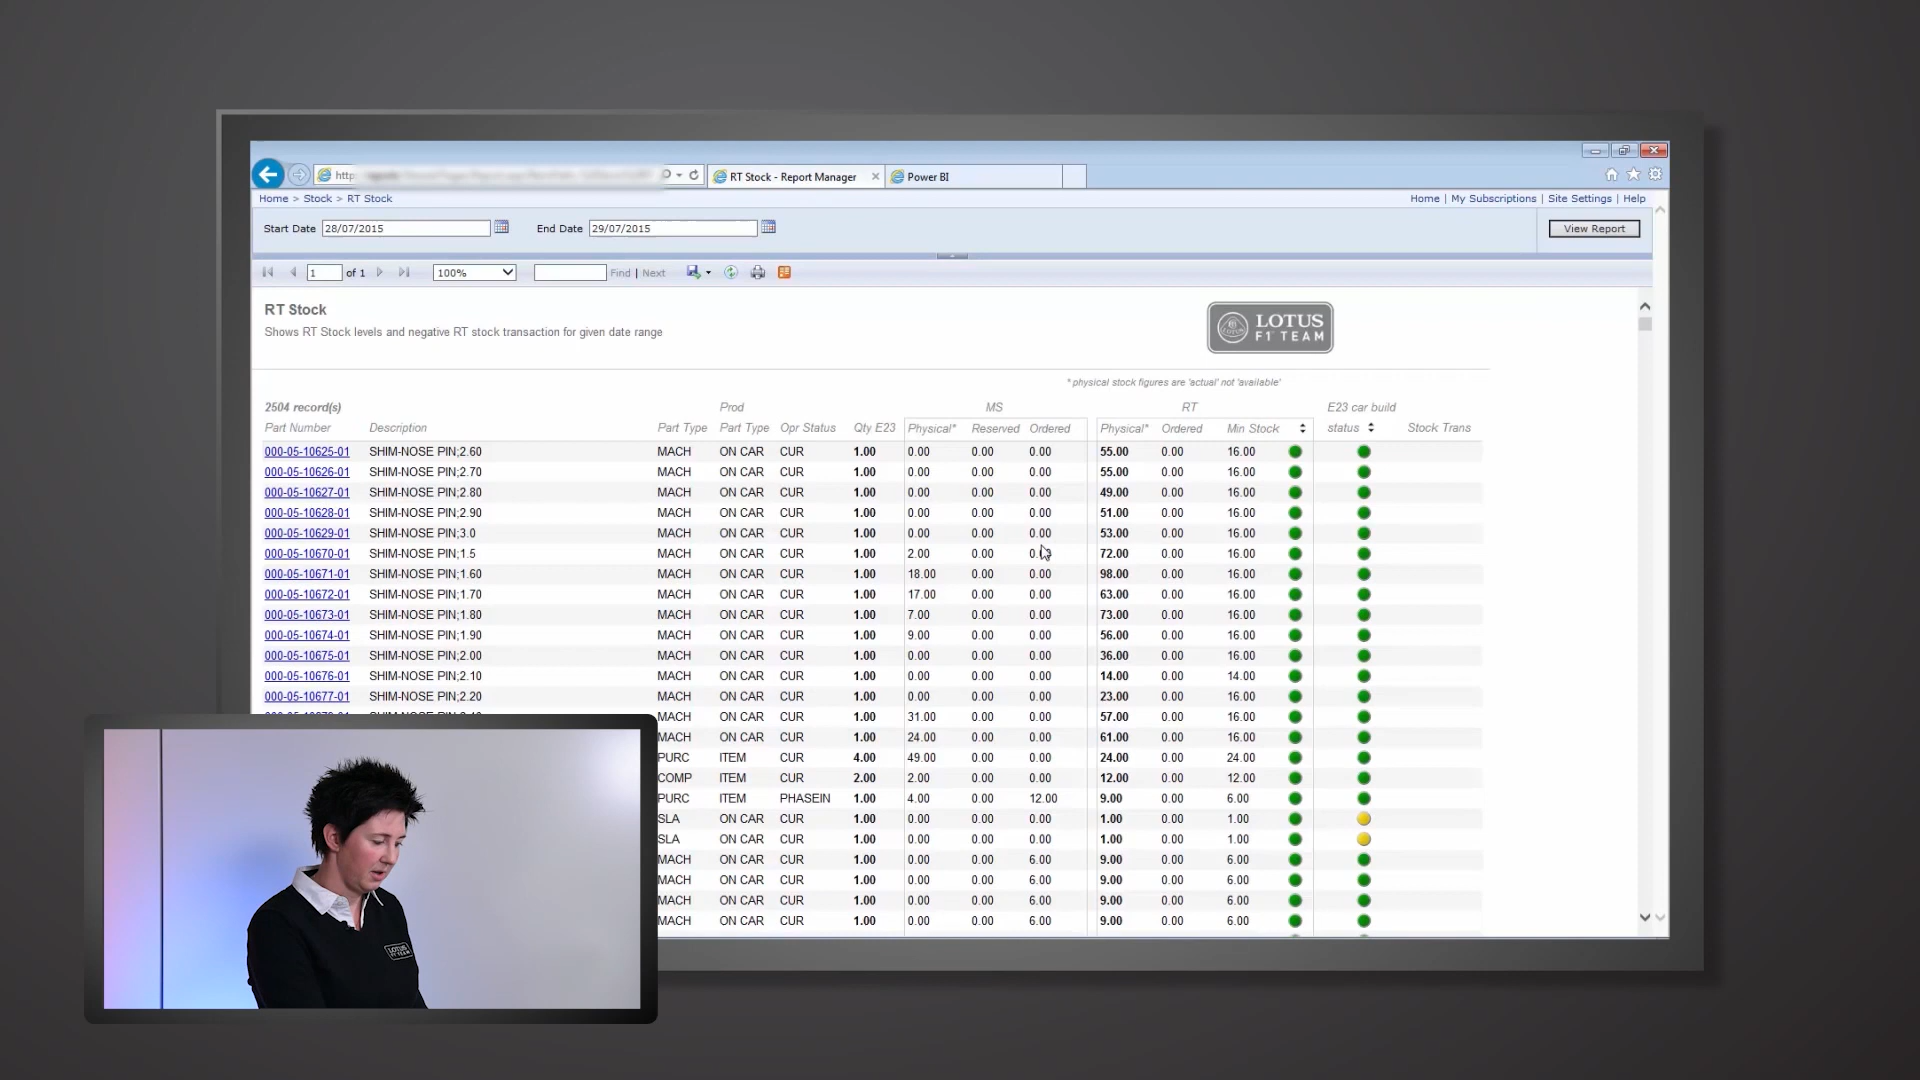 http
RT Stock - Report Manager
Power BI
Home > Stock > RT Stock
Home | My Subscriptions | Site Settings | Help
Start Date 28/07/2015 End Date 29/07/2015 View Report
1 of 1 100% Find | Next
RT Stock
Shows RT Stock levels and negative RT stock transaction for given date range
LOTUS
F1 TEAM
* physical stock figures are 'actual' not 'available'
2504 record(s) Prod MS RT E23 car build
Part Number Description Part Type Part Type Opr Status Qty E23 Physical* Reserved Ordered Physical* Ordered Min Stock status Stock Trans
000-05-10625-01 SHIM-NOSE PIN;2.60 MACH ON CAR CUR 1.00 0.00 0.00 0.00 55.00 0.00 16.00
000-05-10626-01 SHIM-NOSE PIN;2.70 MACH ON CAR CUR 1.00 0.00 0.00 0.00 55.00 0.00 16.00
000-05-10627-01 SHIM-NOSE PIN;2.80 MACH ON CAR CUR 1.00 0.00 0.00 0.00 49.00 0.00 16.00
000-05-10628-01 SHIM-NOSE PIN;2.90 MACH ON CAR CUR 1.00 0.00 0.00 0.00 51.00 0.00 16.00
000-05-10629-01 SHIM-NOSE PIN;3.0 MACH ON CAR CUR 1.00 0.00 0.00 0.00 53.00 0.00 16.00
000-05-10670-01 SHIM-NOSE PIN;1.5 MACH ON CAR CUR 1.00 2.00 0.00 72.00 0.00 16.00
000-05-10671-01 SHIM-NOSE PIN;1.60 MACH ON CAR CUR 1.00 18.00 0.00 0.00 98.00 0.00 16.00
000-05-10672-01 SHIM-NOSE PIN;1.70 MACH ON CAR CUR 1.00 17.00 0.00 0.00 63.00 0.00 16.00
000-05-10673-01 SHIM-NOSE PIN;1.80 MACH ON CAR CUR 1.00 7.00 0.00 0.00 73.00 0.00 16.00
000-05-10674-01 SHIM-NOSE PIN;1.90 MACH ON CAR CUR 1.00 9.00 0.00 0.00 56.00 0.00 16.00
000-05-10675-01 SHIM-NOSE PIN;2.00 MACH ON CAR CUR 1.00 0.00 0.00 0.00 36.00 0.00 16.00
000-05-10676-01 SHIM-NOSE PIN;2.10 MACH ON CAR CUR 1.00 0.00 0.00 0.00 14.00 0.00 14.00
000-05-10677-01 SHIM-NOSE PIN;2.20 MACH ON CAR CUR 1.00 0.00 0.00 0.00 23.00 0.00 16.00
MACH ON CAR CUR 1.00 31.00 0.00 0.00 57.00 0.00 16.00
MACH ON CAR CUR 1.00 24.00 0.00 0.00 61.00 0.00 16.00
PURC ITEM CUR 4.00 49.00 0.00 0.00 24.00 0.00 24.00
COMP ITEM CUR 2.00 2.00 0.00 0.00 12.00 0.00 12.00
PURC ITEM PHASEIN 1.00 4.00 0.00 12.00 9.00 0.00 6.00
SLA ON CAR CUR 1.00 0.00 0.00 0.00 1.00 0.00 1.00
SLA ON CAR CUR 1.00 0.00 0.00 0.00 1.00 0.00 1.00
MACH ON CAR CUR 1.00 0.00 0.00 6.00 9.00 0.00 6.00
MACH ON CAR CUR 1.00 0.00 0.00 6.00 9.00 0.00 6.00
MACH ON CAR CUR 1.00 0.00 0.00 6.00 9.00 0.00 6.00
MACH ON CAR CUR 1.00 0.00 0.00 6.00 9.00 0.00 6.00
LOTUS
F1 TEAM